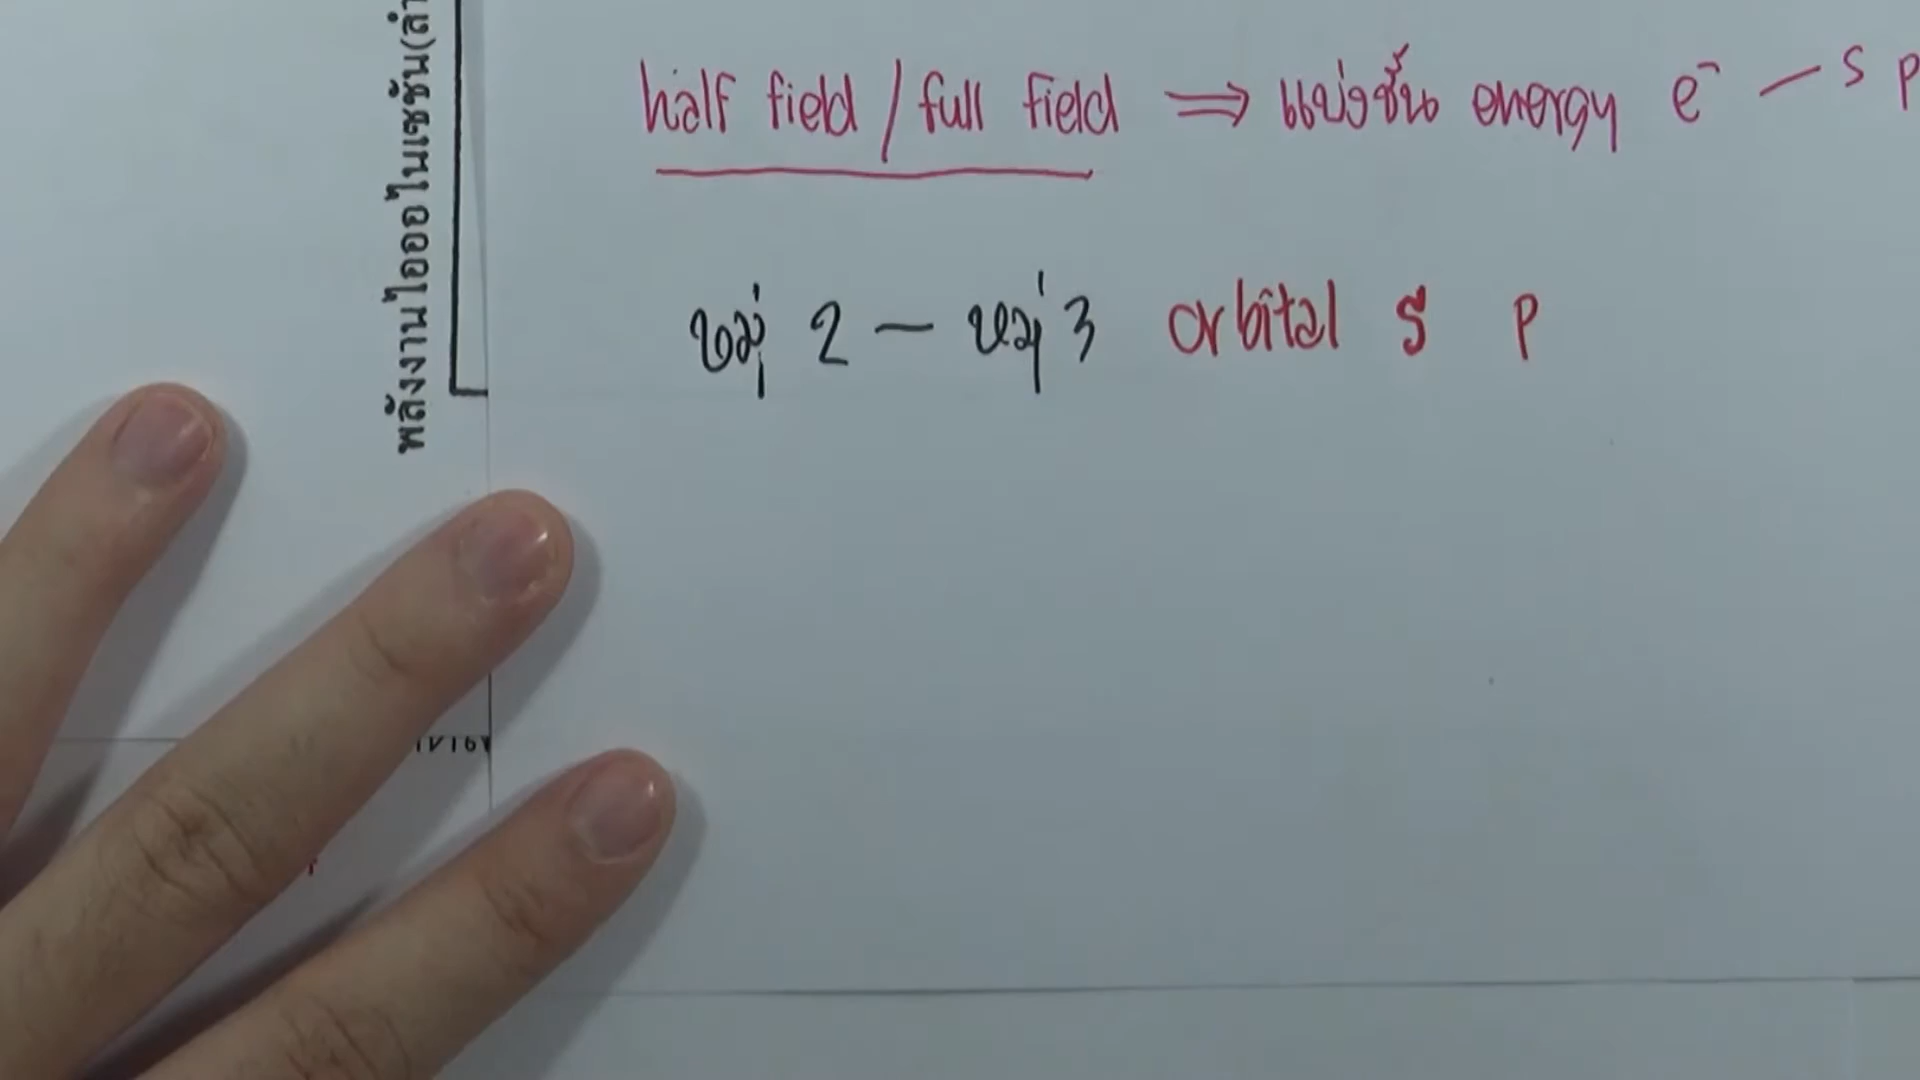 half field / full field ⟹ แบ่งชั้น energy e⁻ — s p
หมู่ 2 — หมู่ 3 orbital s p
พลังงานไอออไนเซชัน(ลำ